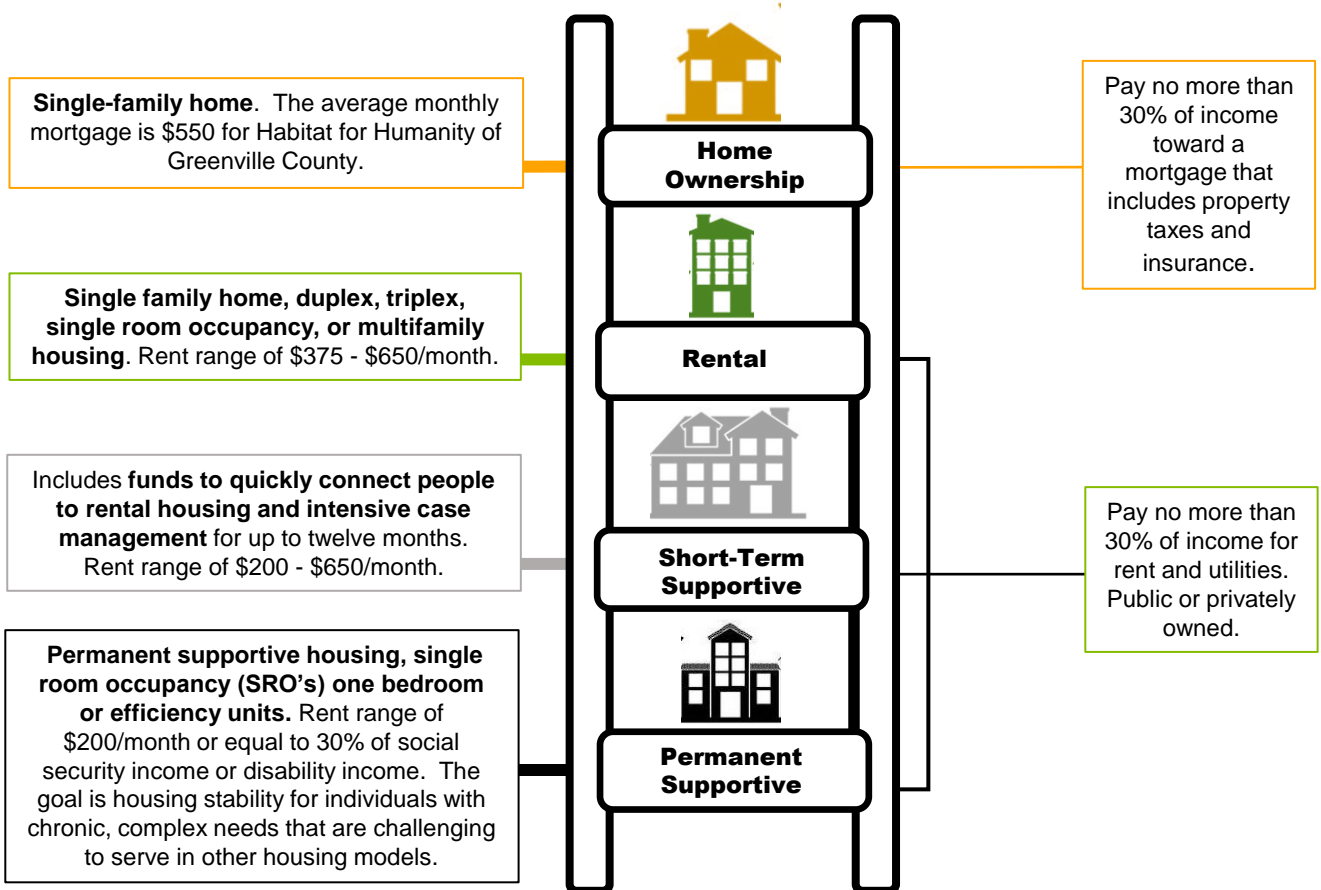 Single-family home. The average monthly
mortgage is $550 for Habitat for Humanity of
Greenville County.
Home
Ownership
Pay no more than
30% of income
toward a
mortgage that
includes property
taxes and
insurance.
Single family home, duplex, triplex,
single room occupancy, or multifamily
housing. Rent range of $375 - $650/month.
Rental
Includes funds to quickly connect people
to rental housing and intensive case
management for up to twelve months.
Rent range of $200 - $650/month.
Short-Term
Supportive
Pay no more than
30% of income for
rent and utilities.
Public or privately
owned.
Permanent supportive housing, single
room occupancy (SRO's) one bedroom
or efficiency units. Rent range of
$200/month or equal to 30% of social
security income or disability income. The
goal is housing stability for individuals with
chronic, complex needs that are challenging
to serve in other housing models.
Permanent
Supportive